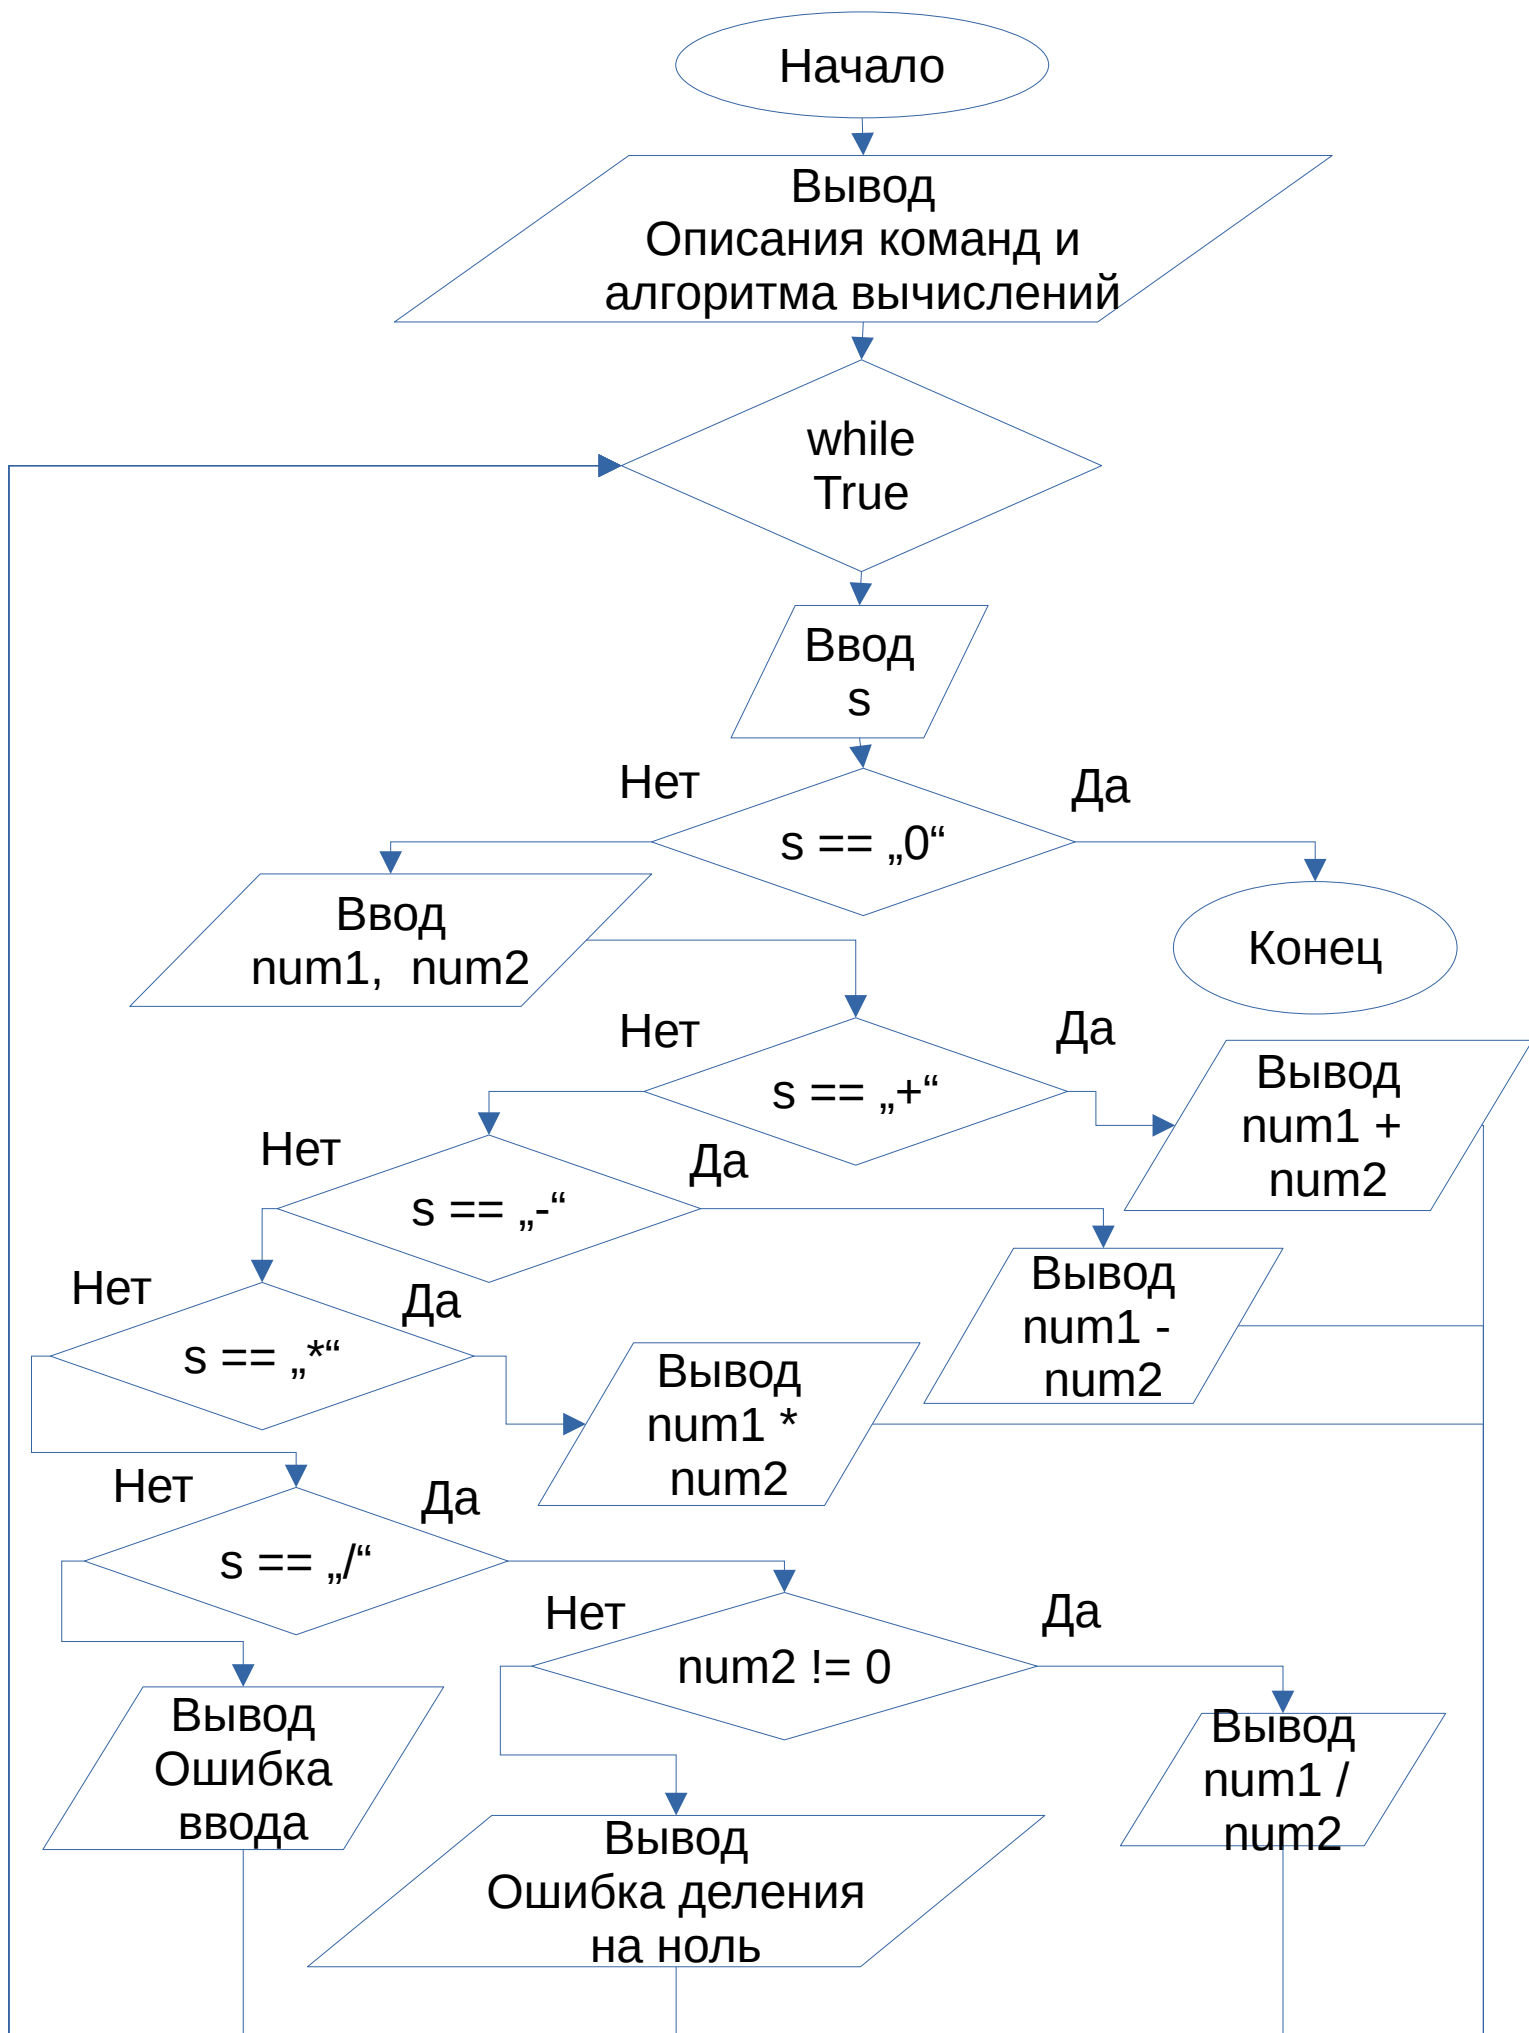 Начало
Вывод
Описания команд и
алгоритма вычислений
while
True
Ввод
s
Нет
Да
s == „0“
Ввод
num1, num2
Конец
Нет
Да
s == „+“
Вывод
num1 +
num2
Нет
Да
s == „-“
Вывод
num1 -
num2
Нет
Да
s == „*“
Вывод
num1 *
num2
Нет
Да
s == „/“
Нет
Да
num2 != 0
Вывод
Ошибка
ввода
Вывод
num1 /
num2
Вывод
Ошибка деления
на ноль